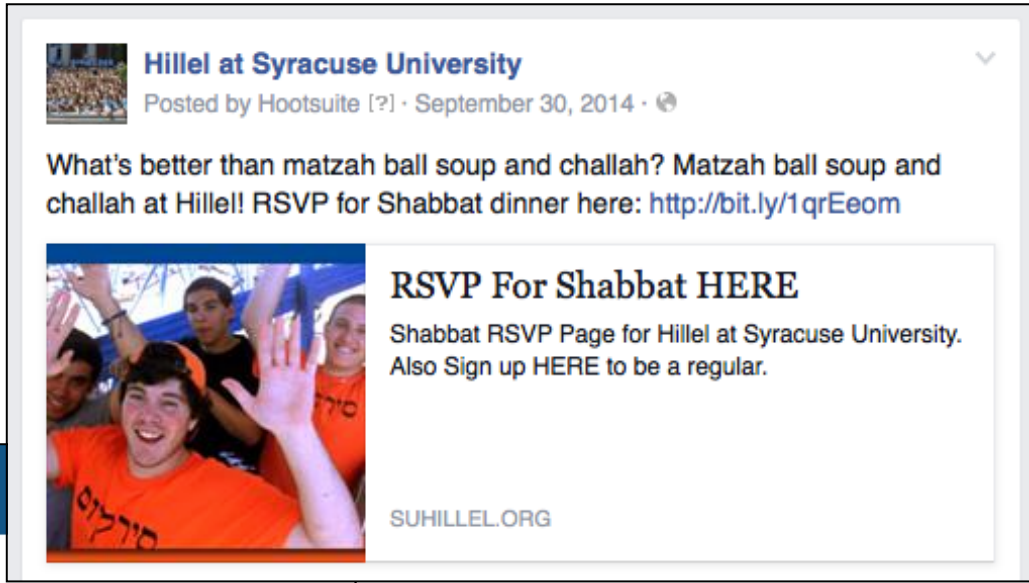 Hillel at Syracuse University
Posted by Hootsuite [?] · September 30, 2014 ·
What's better than matzah ball soup and challah? Matzah ball soup and
challah at Hillel! RSVP for Shabbat dinner here: http://bit.ly/1qrEeom
RSVP For Shabbat HERE
Shabbat RSVP Page for Hillel at Syracuse University.
Also Sign up HERE to be a regular.
סירקיוס
SUHILLEL.ORG